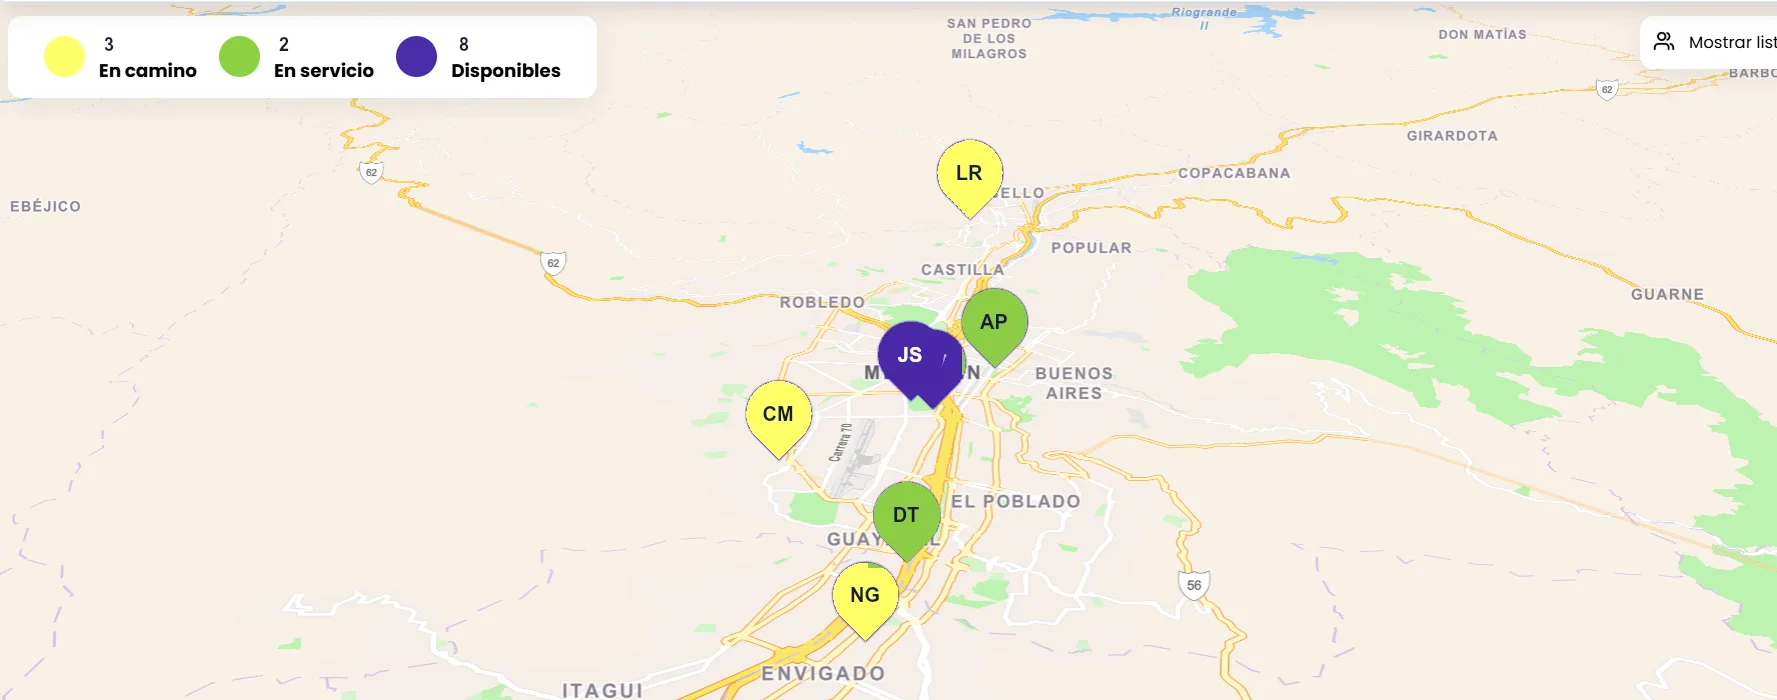 3
En camino
2
En servicio
8
Disponibles
Mostrar list
SAN PEDRO
DE LOS
MILAGROS
Riogrande
II
DON MATÍAS
BARBO
62
GIRARDOTA
62
LR
COPACABANA
ELLO
EBÉJICO
POPULAR
62
CASTILLA
ROBLEDO
GUARNE
AP
JS
M
N
BUENOS
AIRES
CM
Carrera 70
EL POBLADO
DT
GUAY
L
56
NG
ENVIGADO
ITAGUI